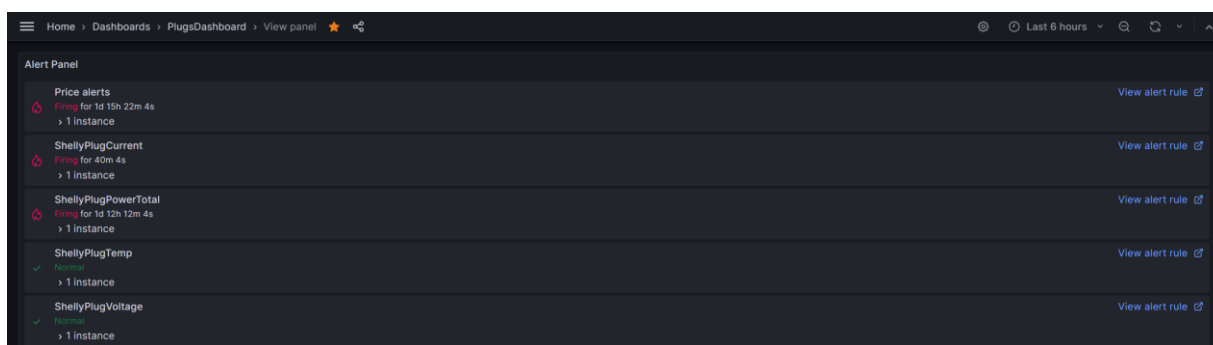 Home › Dashboards › PlugsDashboard › View panel
Last 6 hours
Alert Panel
Price alerts
View alert rule
Firing for 1d 15h 22m 4s
› 1 instance
ShellyPlugCurrent
View alert rule
Firing for 40m 4s
› 1 instance
ShellyPlugPowerTotal
View alert rule
Firing for 1d 12h 12m 4s
› 1 instance
ShellyPlugTemp
View alert rule
Normal
› 1 instance
ShellyPlugVoltage
View alert rule
Normal
› 1 instance